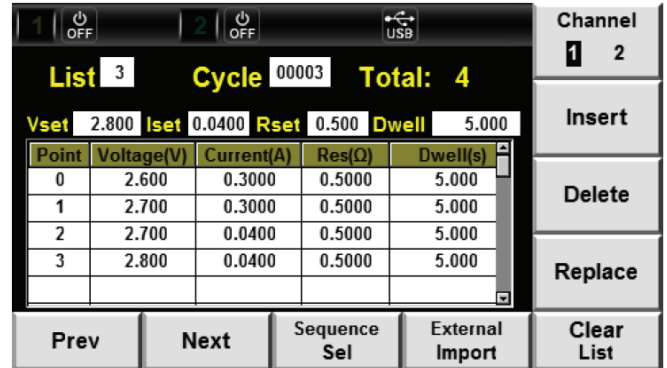 1 OFF 2 OFF USB
List 3 Cycle 00003 Total: 4
Vset 2.800 Iset 0.0400 Rset 0.500 Dwell 5.000
Point Voltage(V) Current(A) Res(Ω) Dwell(s)
0 2.600 0.3000 0.5000 5.000
1 2.700 0.3000 0.5000 5.000
2 2.700 0.0400 0.5000 5.000
3 2.800 0.0400 0.5000 5.000
Channel
1 2
Insert
Delete
Replace
Prev
Next
Sequence
Sel
External
Import
Clear
List